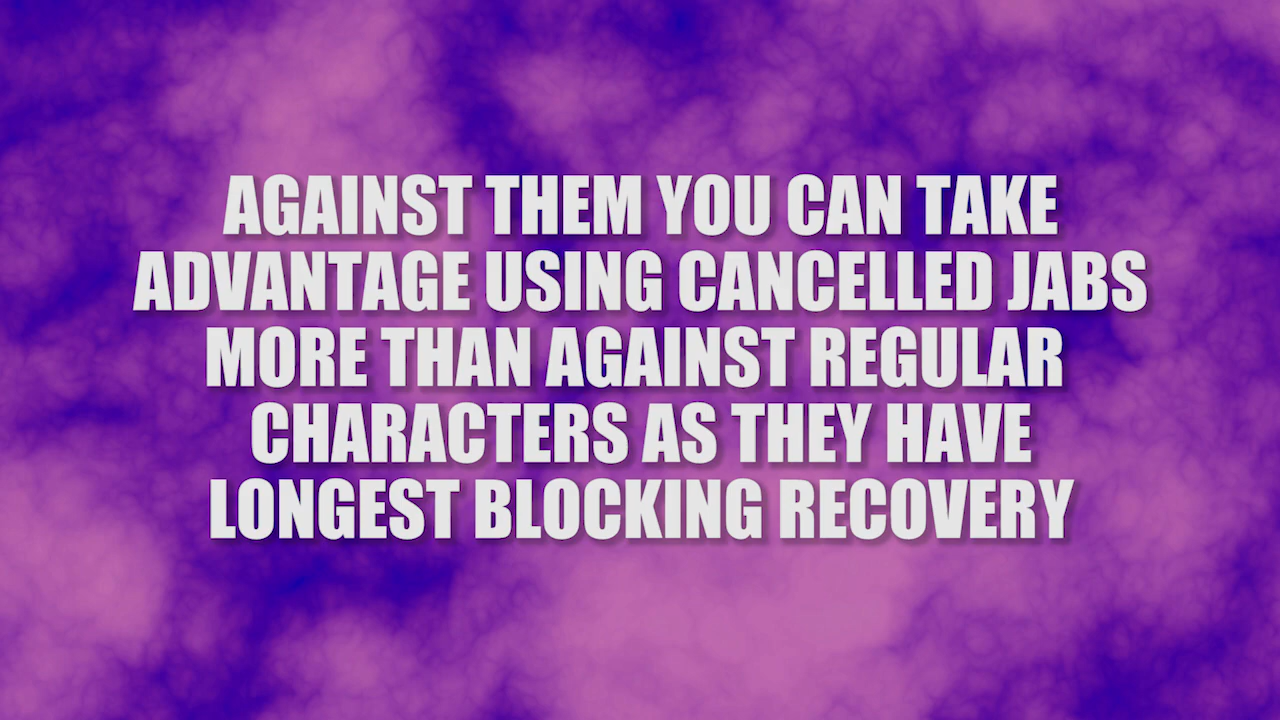 AGAINST THEM YOU CAN TAKE
ADVANTAGE USING CANCELLED JABS
MORE THAN AGAINST REGULAR
CHARACTERS AS THEY HAVE
LONGEST BLOCKING RECOVERY